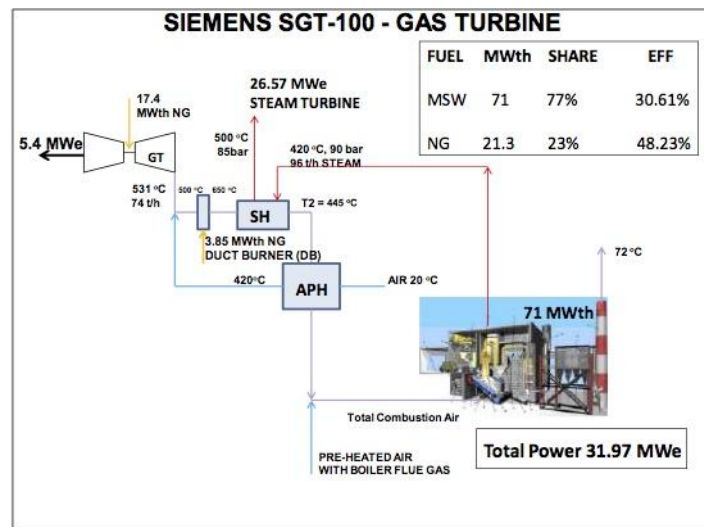 SIEMENS SGT-100 - GAS TURBINE
FUEL MWth SHARE EFF
MSW 71 77% 30.61%
NG 21.3 23% 48.23%
17.4
MWth NG
26.57 MWe
STEAM TURBINE
5.4 MWe
GT
500 °C
85bar
420 °C, 90 bar
96 t/h STEAM
531 °C
74 t/h
500 °C
650 °C
SH
T2 = 445 °C
3.85 MWth NG
DUCT BURNER (DB)
72 °C
420°C
APH
AIR 20 °C
71 MWth
Total Combustion Air
Total Power 31.97 MWe
PRE-HEATED AIR
WITH BOILER FLUE GAS